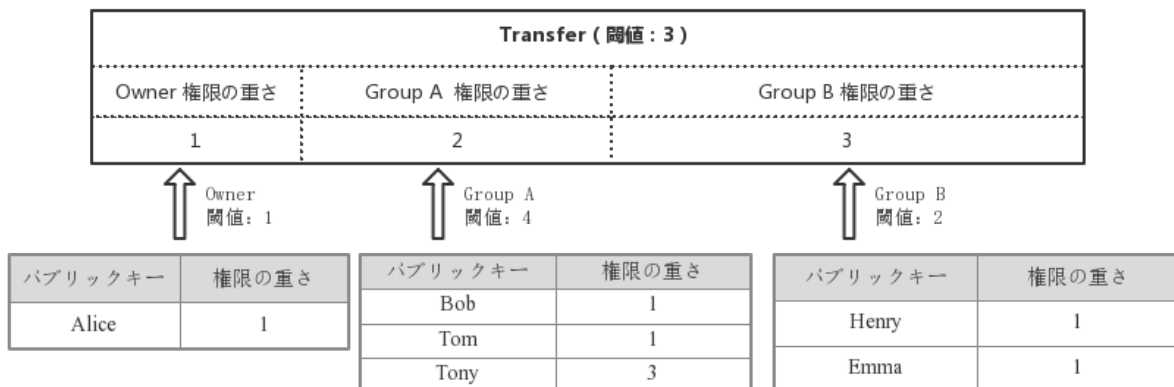 Transfer ( 閾値 : 3 )
Owner 権限の重さ
Group A 権限の重さ
Group B 権限の重さ
1
2
3
Owner
閾値: 1
Group A
閾値: 4
Group B
閾値: 2
パブリックキー
権限の重さ
Alice
1
パブリックキー
権限の重さ
Bob
1
Tom
1
Tony
3
パブリックキー
権限の重さ
Henry
1
Emma
1